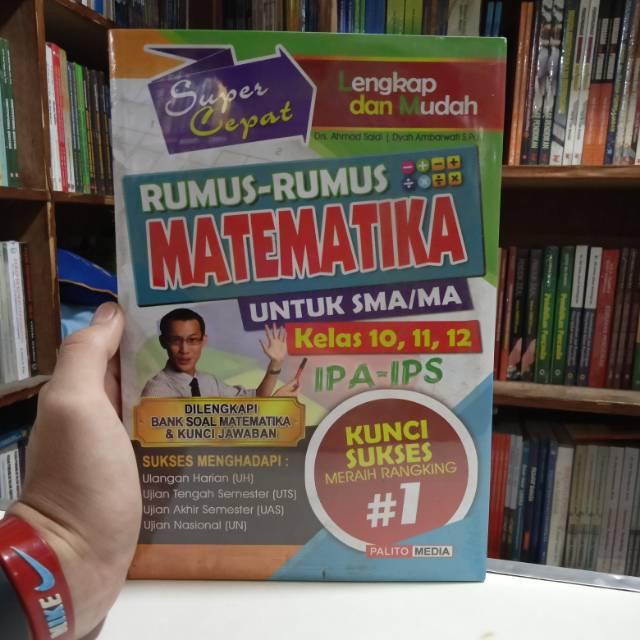 Super
Cepat
Lengkap
dan Mudah
Drs. Ahmad Saidi | Dyah Ambarwati S.Pd.
RUMUS-RUMUS
MATEMATIKA
UNTUK SMA/MA
Kelas 10, 11, 12
IPA-IPS
DILENGKAPI
BANK SOAL MATEMATIKA
& KUNCI JAWABAN
SUKSES MENGHADAPI :
Ulangan Harian (UH)
Ujian Tengah Semester (UTS)
Ujian Akhir Semester (UAS)
Ujian Nasional (UN)
KUNCI
SUKSES
MERAIH RANGKING
#1
PALITO MEDIA
NIKE